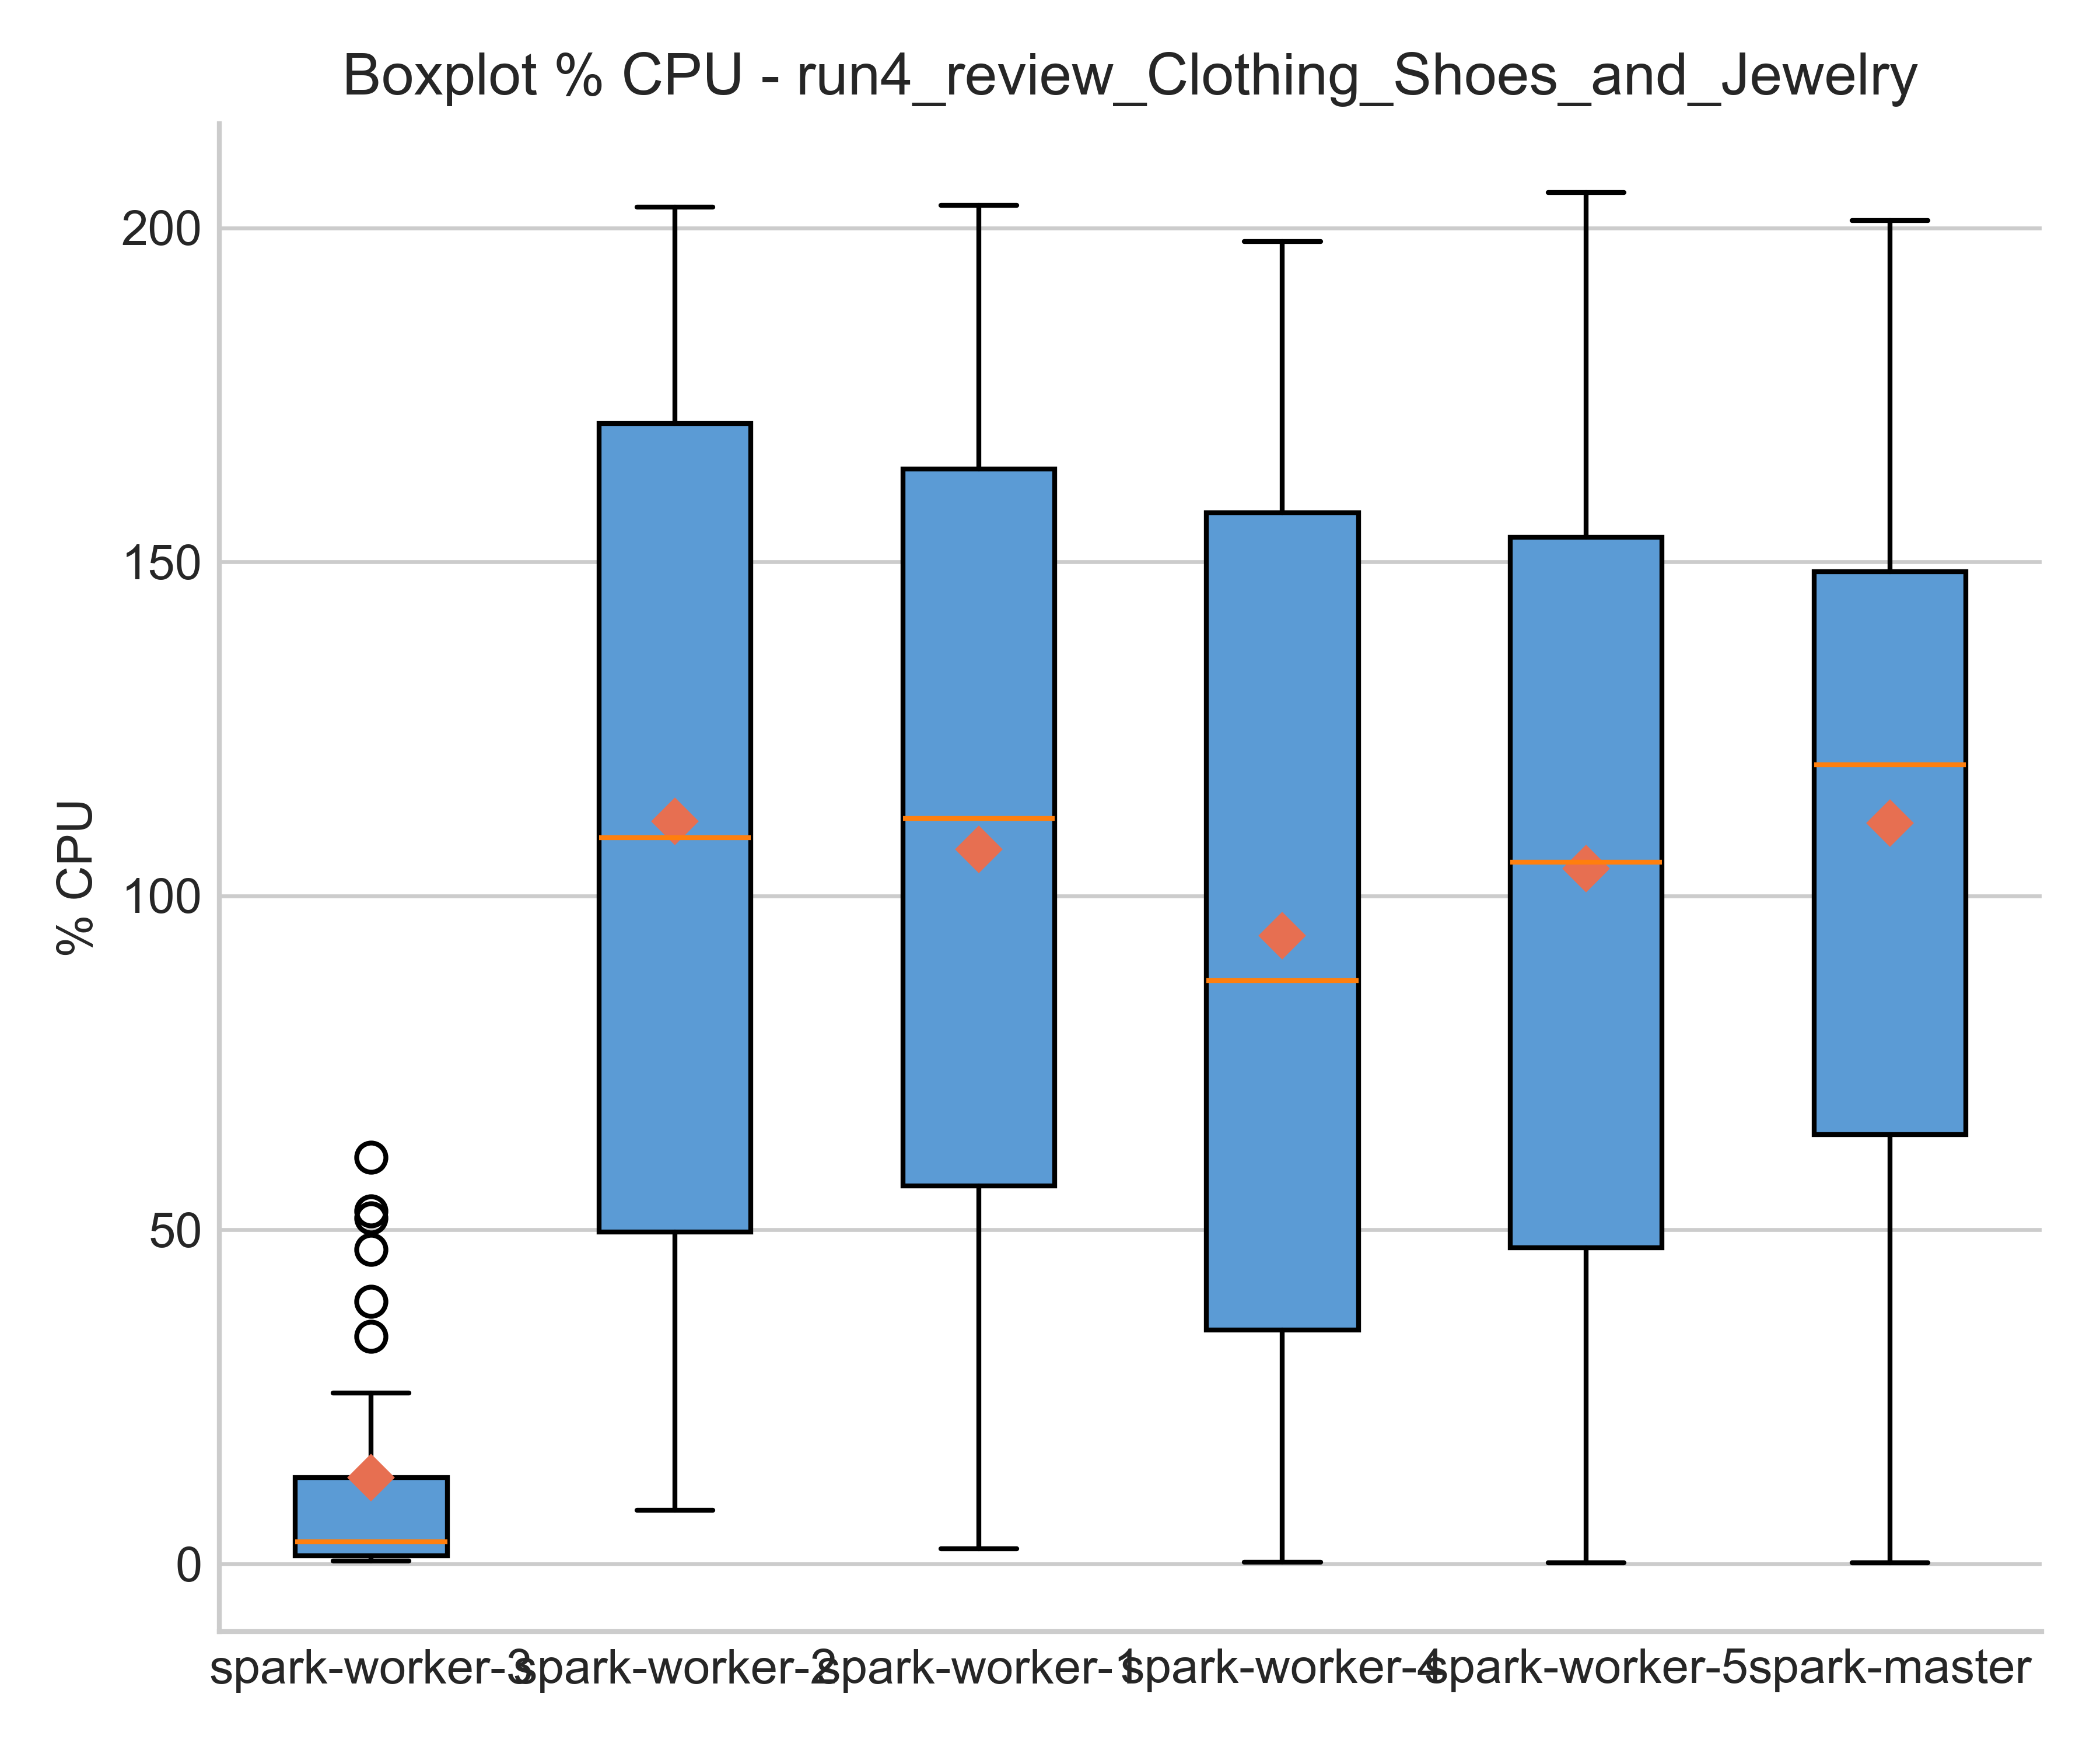 Boxplot % CPU - run4_review_Clothing_Shoes_and_Jewelry
200
150
100
50
0
% CPU
spark-worker-3 spark-worker-2 spark-worker-1 spark-worker-4 spark-worker-5 spark-master